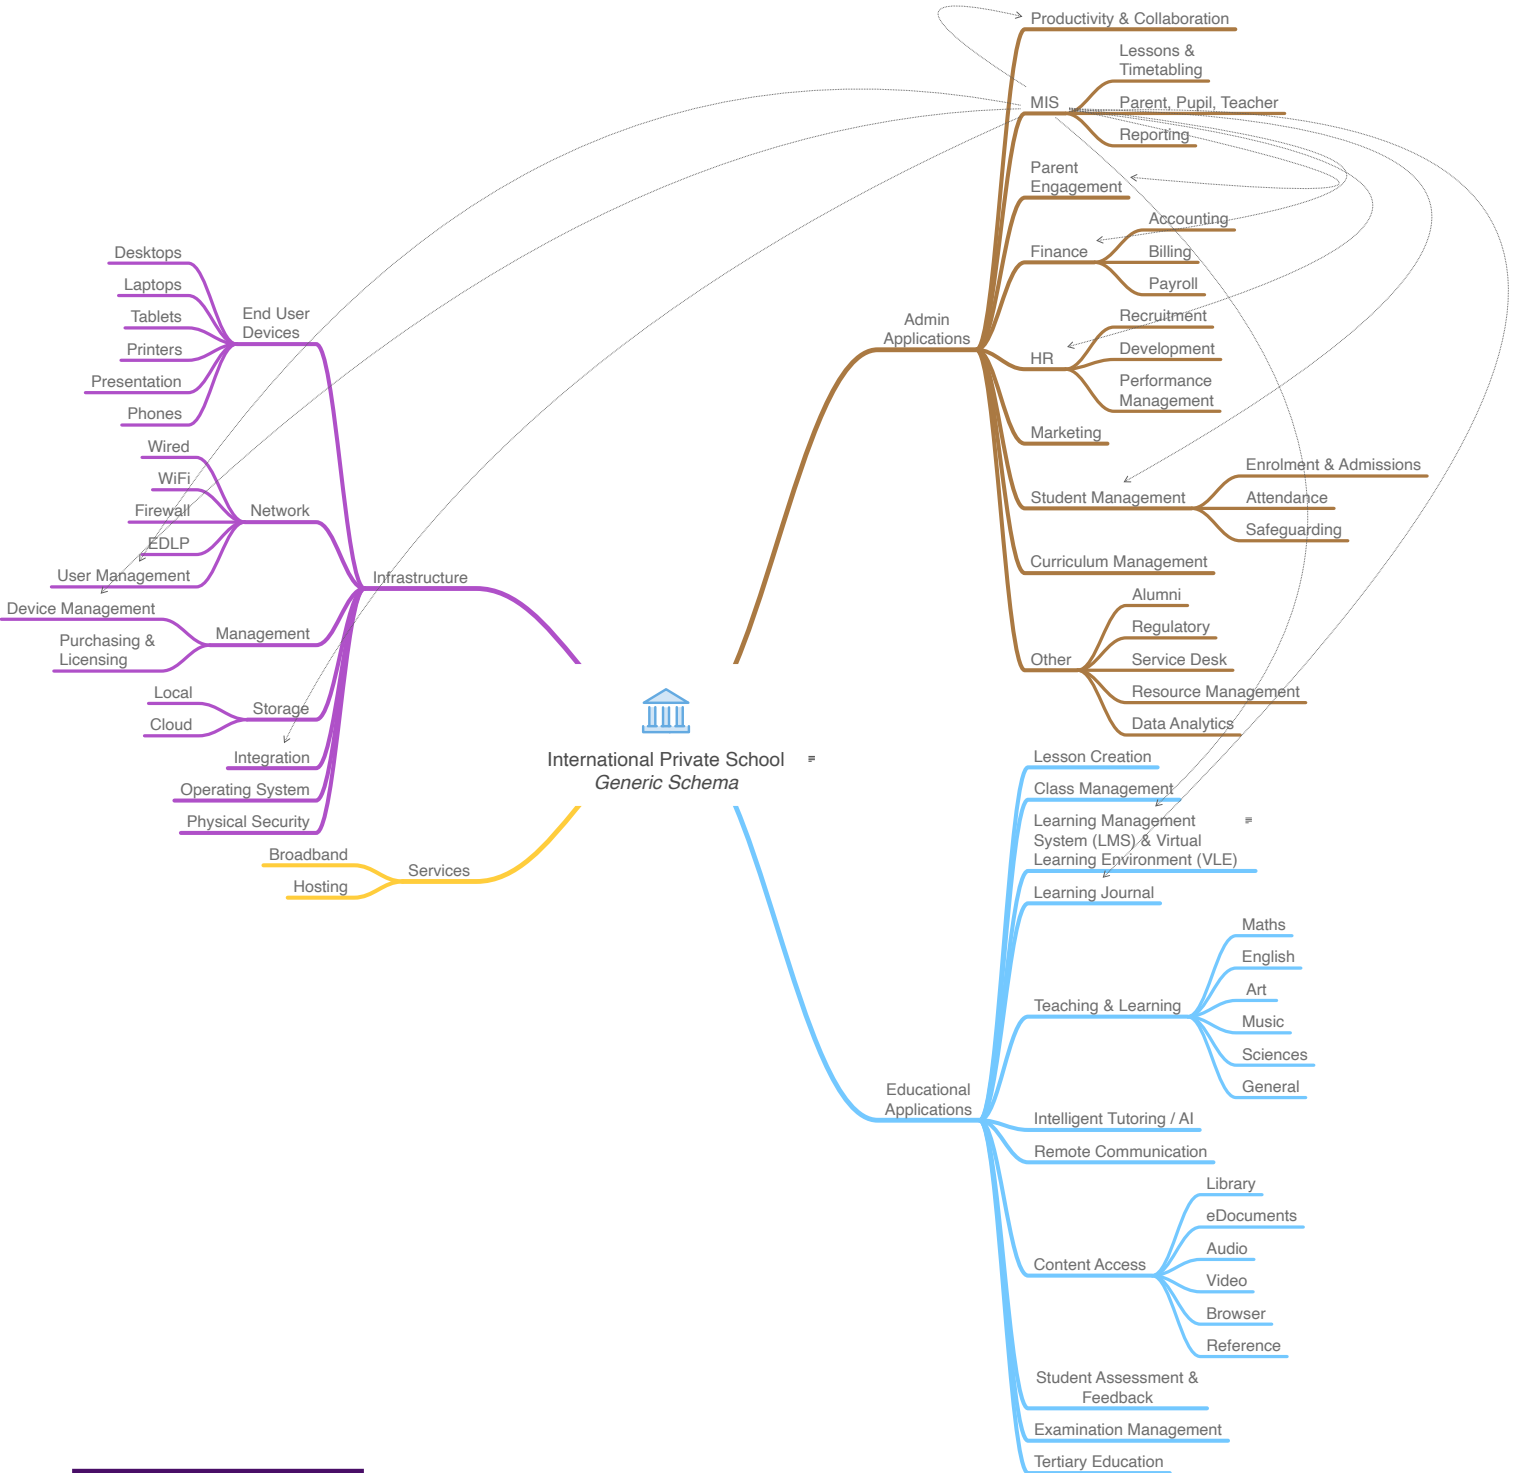 Productivity & Collaboration
Lessons &
Timetabling
MIS
Parent, Pupil, Teacher
Reporting
Parent
Engagement
Accounting
Finance
Billing
Payroll
Admin
Applications
Recruitment
HR
Development
Performance
Management
Marketing
Enrolment & Admissions
Student Management
Attendance
Safeguarding
Curriculum Management
Alumni
Regulatory
Other
Service Desk
Resource Management
Data Analytics
Desktops
Laptops
Tablets
Printers
Presentation
Phones
End User
Devices
Wired
WiFi
Firewall
EDLP
User Management
Network
Infrastructure
Device Management
Purchasing &
Licensing
Management
Local
Cloud
Storage
Integration
Operating System
Physical Security
International Private School
Generic Schema
Broadband
Hosting
Services
Lesson Creation
Class Management
Learning Management
System (LMS) & Virtual
Learning Environment (VLE)
Learning Journal
Maths
English
Art
Teaching & Learning
Music
Sciences
General
Educational
Applications
Intelligent Tutoring / AI
Remote Communication
Library
eDocuments
Audio
Content Access
Video
Browser
Reference
Student Assessment &
Feedback
Examination Management
Tertiary Education